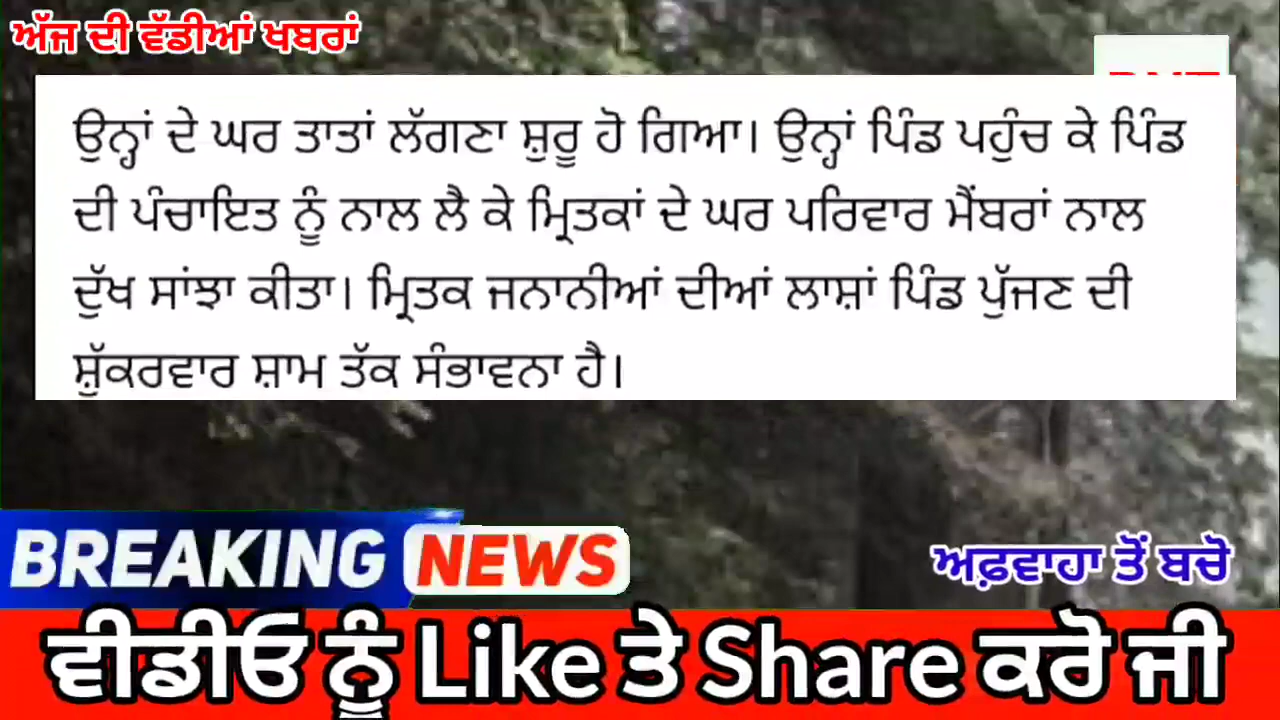 ਅੱਜ ਦੀ ਵੱਡੀਆਂ ਖਬਰਾਂ
ਉਨ੍ਹਾਂ ਦੇ ਘਰ ਤਾਤਾਂ ਲੱਗਣਾ ਸ਼ੁਰੂ ਹੋ ਗਿਆ। ਉਨ੍ਹਾਂ ਪਿੰਡ ਪਹੁੰਚ ਕੇ ਪਿੰਡ
ਦੀ ਪੰਚਾਇਤ ਨੂੰ ਨਾਲ ਲੈ ਕੇ ਮ੍ਰਿਤਕਾਂ ਦੇ ਘਰ ਪਰਿਵਾਰ ਮੈਂਬਰਾਂ ਨਾਲ
ਦੁੱਖ ਸਾਂਝਾ ਕੀਤਾ। ਮ੍ਰਿਤਕ ਜਨਾਨੀਆਂ ਦੀਆਂ ਲਾਸ਼ਾਂ ਪਿੰਡ ਪੁੱਜਣ ਦੀ
ਸ਼ੁੱਕਰਵਾਰ ਸ਼ਾਮ ਤੱਕ ਸੰਭਾਵਨਾ ਹੈ।
BREAKING NEWS
ਅਫ਼ਵਾਹਾ ਤੋਂ ਬਚੋ
ਵੀਡੀਓ ਨੂੰ Like ਤੇ Share ਕਰੋ ਜੀ